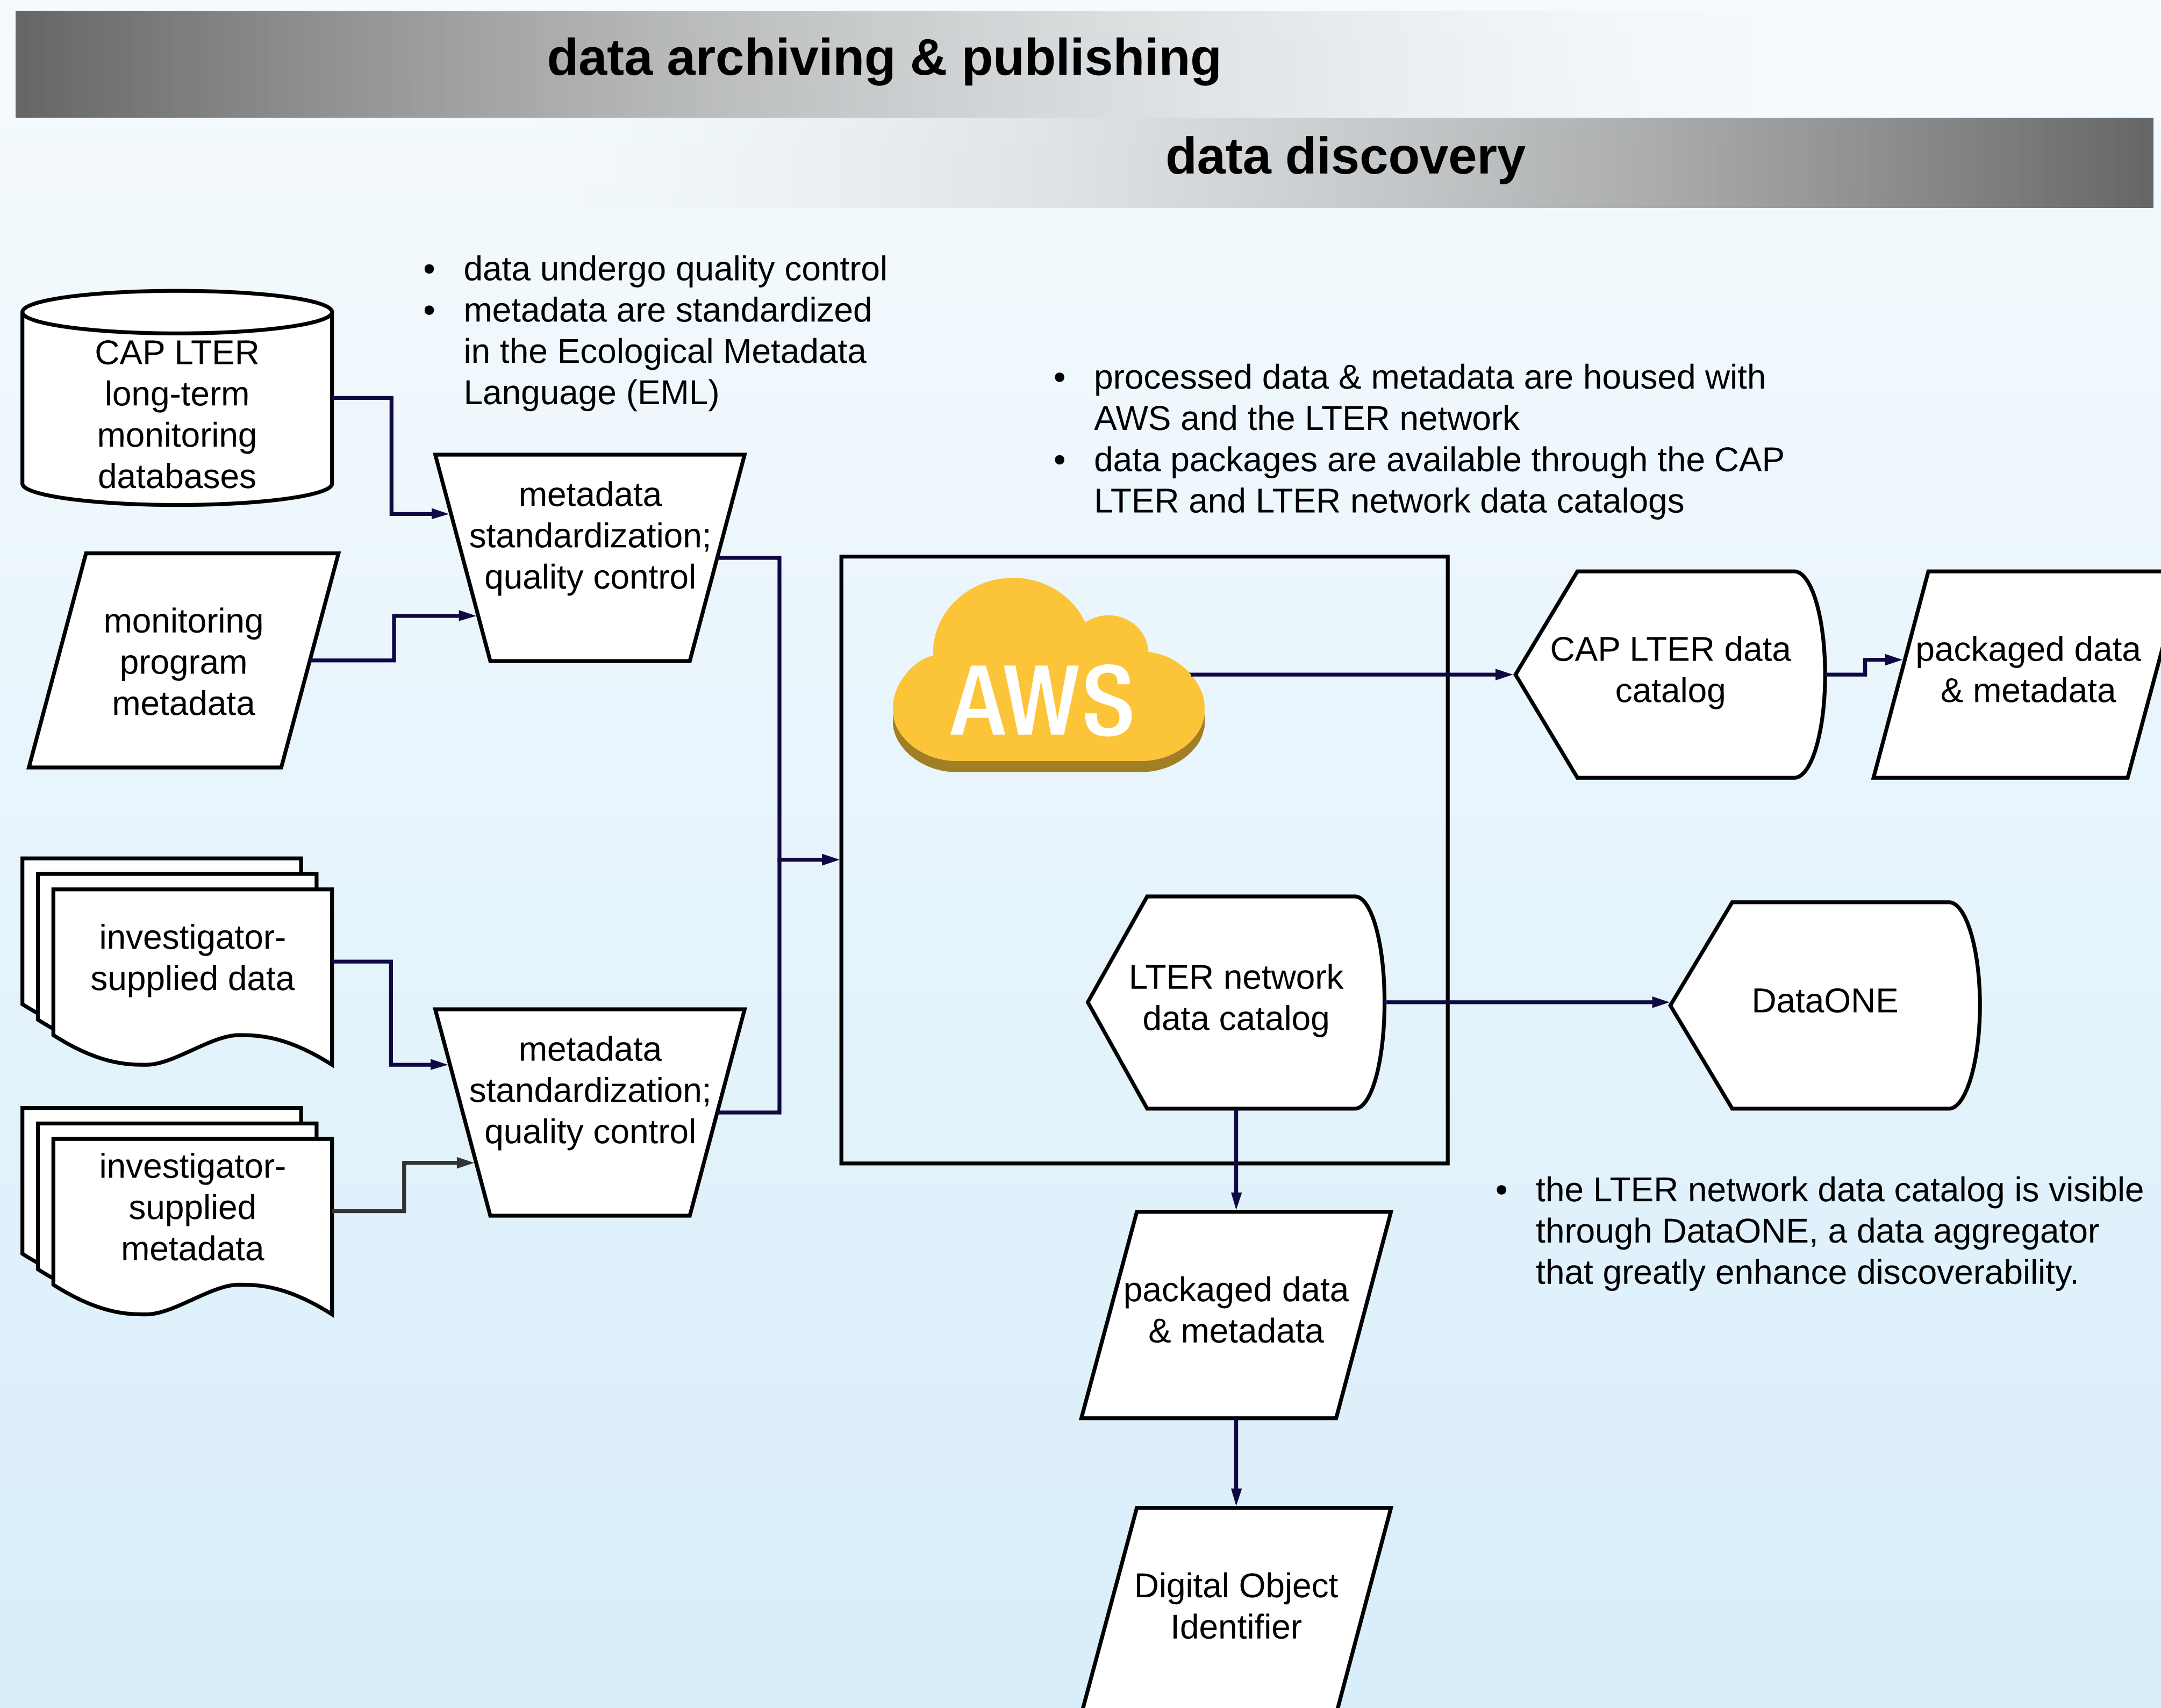 data archiving & publishing
data discovery
• data undergo quality control
• metadata are standardized
in the Ecological Metadata
Language (EML)
• processed data & metadata are housed with
AWS and the LTER network
• data packages are available through the CAP
LTER and LTER network data catalogs
CAP LTER
long-term
monitoring
databases
metadata
standardization;
quality control
monitoring
program
metadata
AWS
CAP LTER data
catalog
packaged data
& metadata
investigator-
supplied data
metadata
standardization;
quality control
LTER network
data catalog
DataONE
investigator-
supplied
metadata
• the LTER network data catalog is visible
through DataONE, a data aggregator
that greatly enhance discoverability.
packaged data
& metadata
Digital Object
Identifier